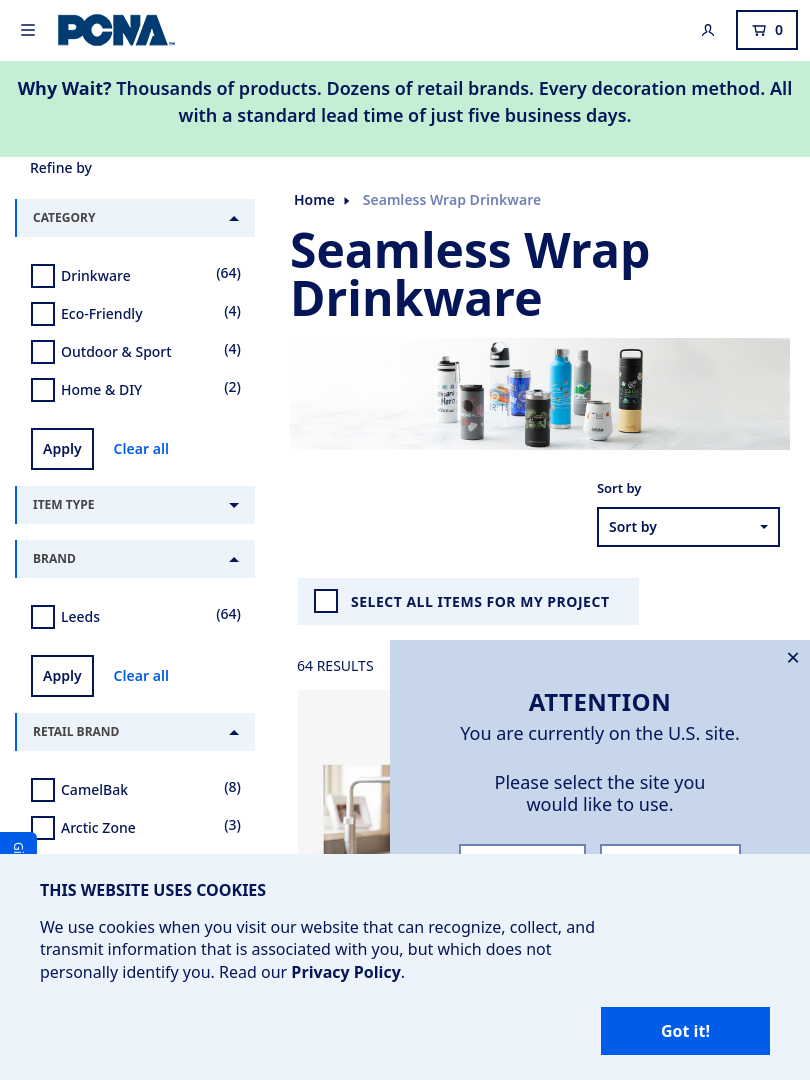 PCNA
0
Why Wait? Thousands of products. Dozens of retail brands. Every decoration method. All
with a standard lead time of just five business days.
Refine by
CATEGORY
Drinkware (64)
Eco-Friendly (4)
Outdoor & Sport (4)
Home & DIY (2)
Apply Clear all
ITEM TYPE
BRAND
Leeds (64)
Apply Clear all
RETAIL BRAND
CamelBak (8)
Arctic Zone (3)
Home Seamless Wrap Drinkware
Seamless Wrap
Drinkware
Sort by
Sort by
SELECT ALL ITEMS FOR MY PROJECT
64 RESULTS
ATTENTION
You are currently on the U.S. site.
Please select the site you
would like to use.
THIS WEBSITE USES COOKIES
We use cookies when you visit our website that can recognize, collect, and
transmit information that is associated with you, but which does not
personally identify you. Read our Privacy Policy.
Got it!